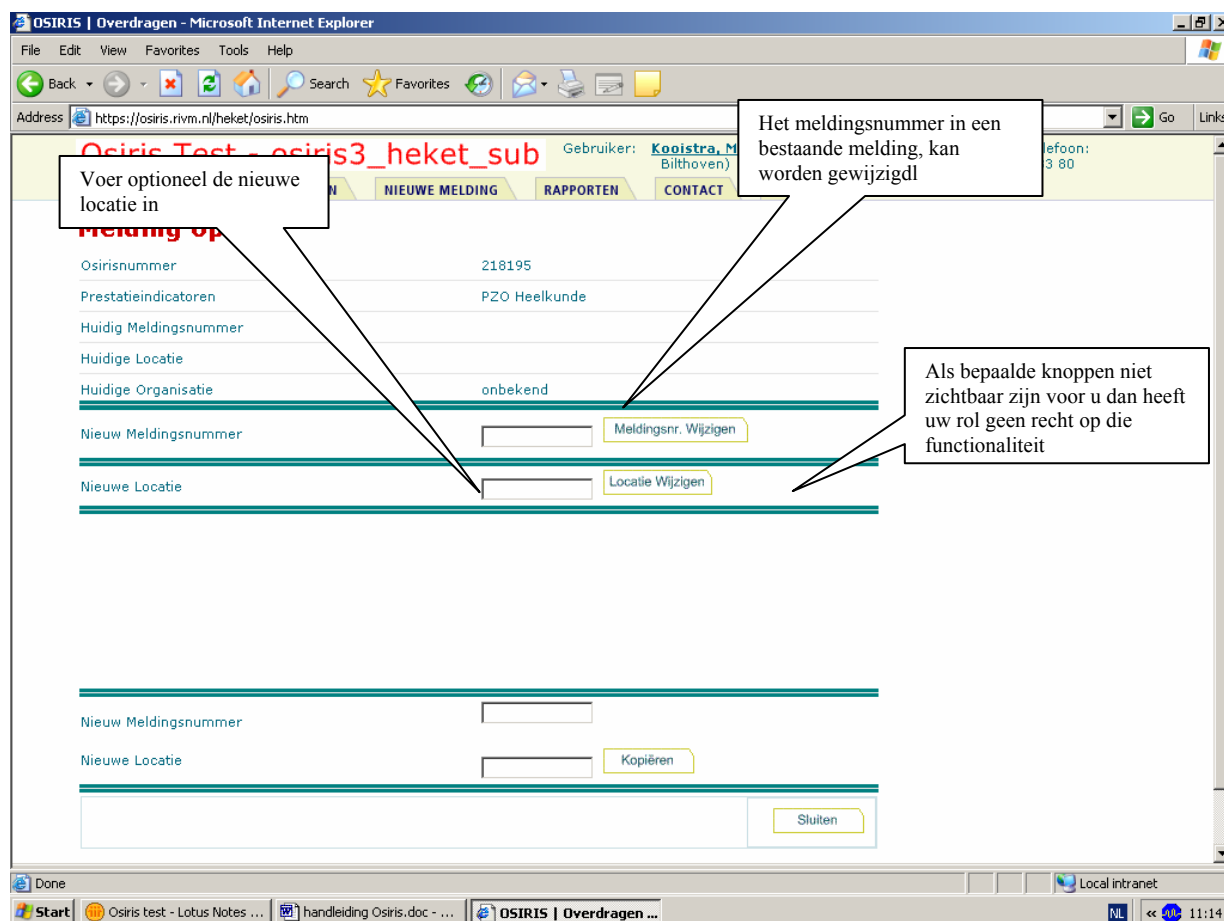 OSIRIS | Overdragen - Microsoft Internet Explorer
File Edit View Favorites Tools Help
Back Search Favorites
Address https://osiris.rivm.nl/heket/osiris.htm Go Links
Osiris Test - osiris3_heket_sub
Gebruiker: Kooistra, M
Bilthoven)
3 80
NIEUWE MELDING RAPPORTEN CONTACT
Voer optioneel de nieuwe
locatie in
Het meldingsnummer in een
bestaande melding, kan
worden gewijzigdl
Melding op
Osirisnummer 218195
Prestatieindicatoren PZO Heelkunde
Huidig Meldingsnummer
Huidige Locatie
Huidige Organisatie onbekend
Als bepaalde knoppen niet
zichtbaar zijn voor u dan heeft
uw rol geen recht op die
functionaliteit
Nieuw Meldingsnummer Meldingsnr. Wijzigen
Nieuwe Locatie Locatie Wijzigen
Nieuw Meldingsnummer
Nieuwe Locatie Kopiëren
Sluiten
Done Local intranet
Start Osiris test - Lotus Notes ... handleiding Osiris.doc - ... OSIRIS | Overdragen ... NL 11:14